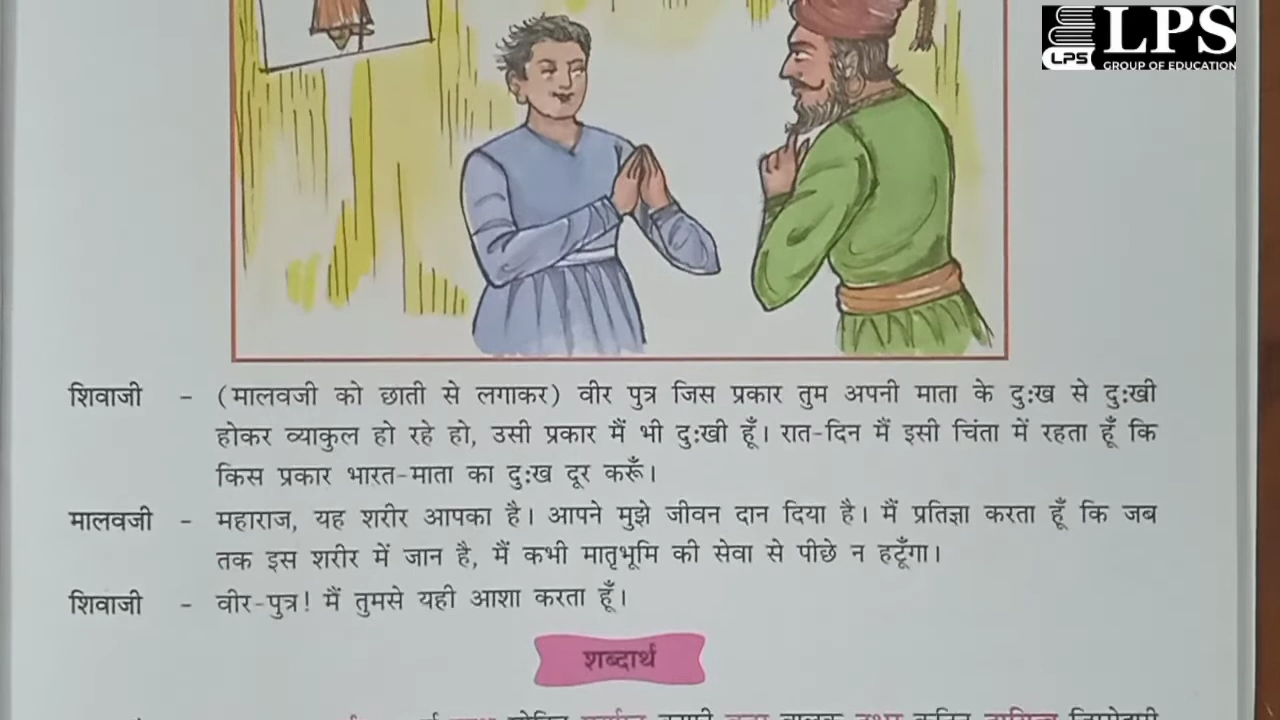 LPS
LPS
GROUP OF EDUCATION
शिवाजी - (मालवजी को छाती से लगाकर) वीर पुत्र जिस प्रकार तुम अपनी माता के दुःख से दुःखी
होकर व्याकुल हो रहे हो, उसी प्रकार मैं भी दुःखी हूँ। रात-दिन मैं इसी चिंता में रहता हूँ कि
किस प्रकार भारत-माता का दुःख दूर करूँ।
मालवजी - महाराज, यह शरीर आपका है। आपने मुझे जीवन दान दिया है। मैं प्रतिज्ञा करता हूँ कि जब
तक इस शरीर में जान है, मैं कभी मातृभूमि की सेवा से पीछे न हटूँगा।
शिवाजी - वीर-पुत्र! मैं तुमसे यही आशा करता हूँ।
शब्दार्थ